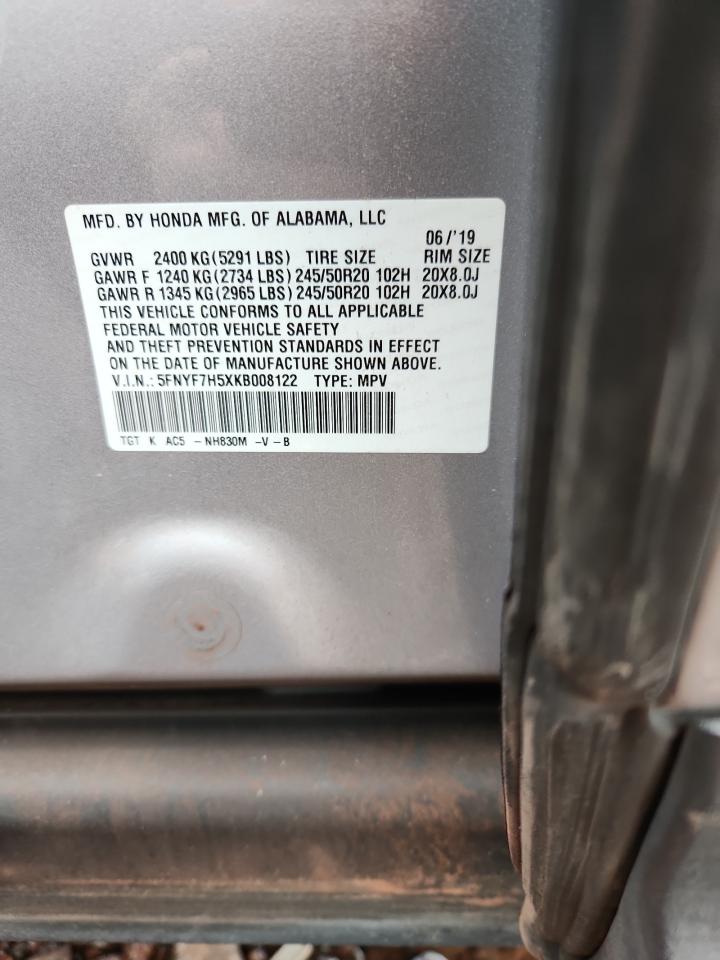 MFD. BY HONDA MFG. OF ALABAMA, LLC
06/'19
GVWR 2400 KG(5291 LBS) TIRE SIZE RIM SIZE
GAWR F 1240 KG(2734 LBS) 245/50R20 102H 20X8.0J
GAWR R 1345 KG(2965 LBS) 245/50R20 102H 20X8.0J
THIS VEHICLE CONFORMS TO ALL APPLICABLE
FEDERAL MOTOR VEHICLE SAFETY
AND THEFT PREVENTION STANDARDS IN EFFECT
ON THE DATE OF MANUFACTURE SHOWN ABOVE.
V.I.N.: 5FNYF7H5XKB008122 TYPE: MPV
TGT K AC5 -NH830M -V-B